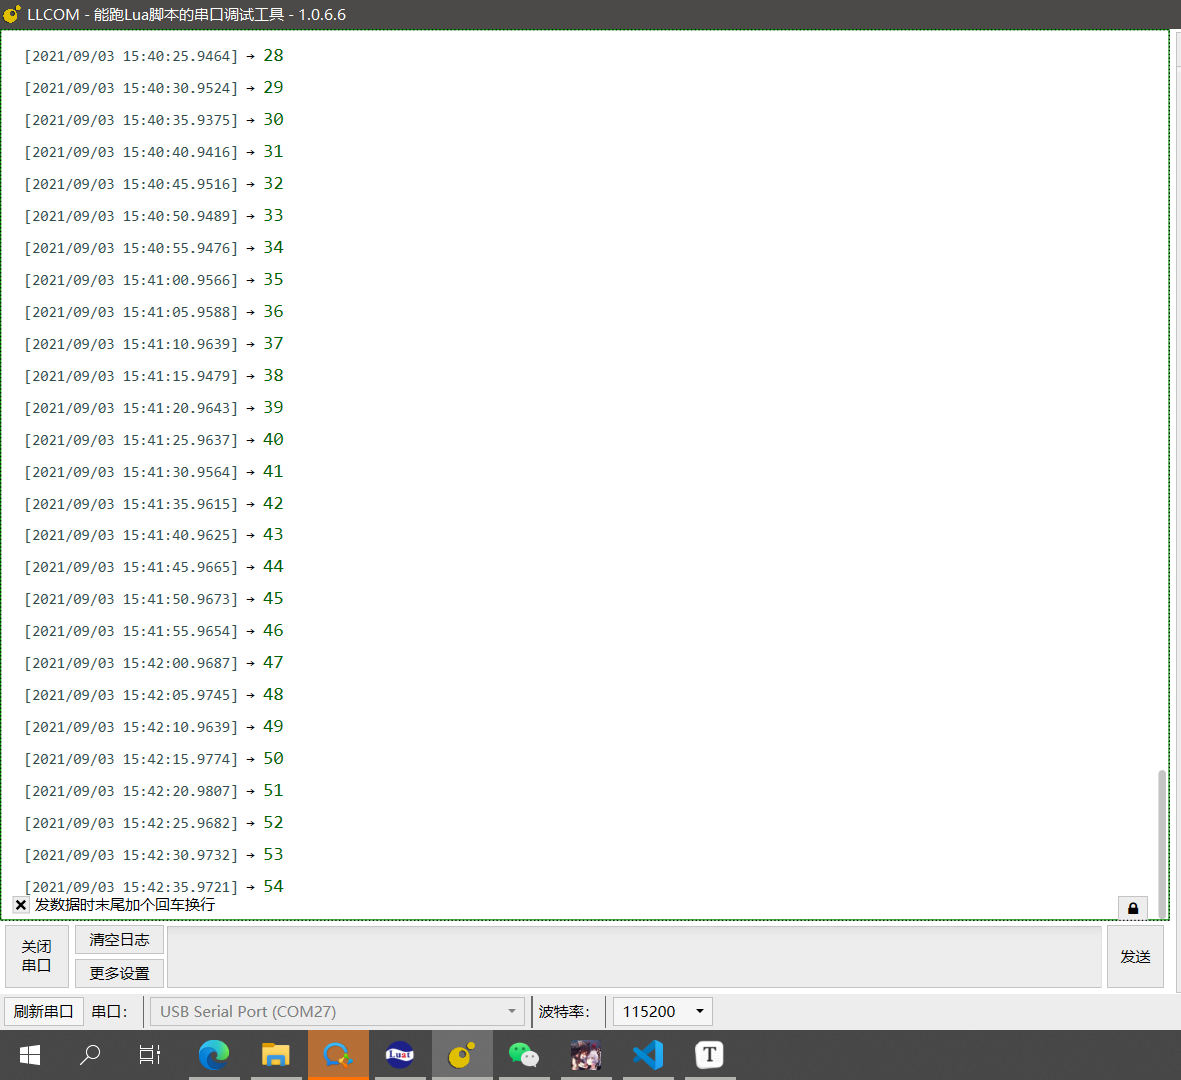 LLCOM - 能跑Lua脚本的串口调试工具 - 1.0.6.6
[2021/09/03 15:40:25.9464] → 28
[2021/09/03 15:40:30.9524] → 29
[2021/09/03 15:40:35.9375] → 30
[2021/09/03 15:40:40.9416] → 31
[2021/09/03 15:40:45.9516] → 32
[2021/09/03 15:40:50.9489] → 33
[2021/09/03 15:40:55.9476] → 34
[2021/09/03 15:41:00.9566] → 35
[2021/09/03 15:41:05.9588] → 36
[2021/09/03 15:41:10.9639] → 37
[2021/09/03 15:41:15.9479] → 38
[2021/09/03 15:41:20.9643] → 39
[2021/09/03 15:41:25.9637] → 40
[2021/09/03 15:41:30.9564] → 41
[2021/09/03 15:41:35.9615] → 42
[2021/09/03 15:41:40.9625] → 43
[2021/09/03 15:41:45.9665] → 44
[2021/09/03 15:41:50.9673] → 45
[2021/09/03 15:41:55.9654] → 46
[2021/09/03 15:42:00.9687] → 47
[2021/09/03 15:42:05.9745] → 48
[2021/09/03 15:42:10.9639] → 49
[2021/09/03 15:42:15.9774] → 50
[2021/09/03 15:42:20.9807] → 51
[2021/09/03 15:42:25.9682] → 52
[2021/09/03 15:42:30.9732] → 53
[2021/09/03 15:42:35.9721] → 54
发数据时末尾加个回车换行
关闭
串口
清空日志
更多设置
发送
刷新串口 串口： USB Serial Port (COM27) 波特率： 115200
Luat
T